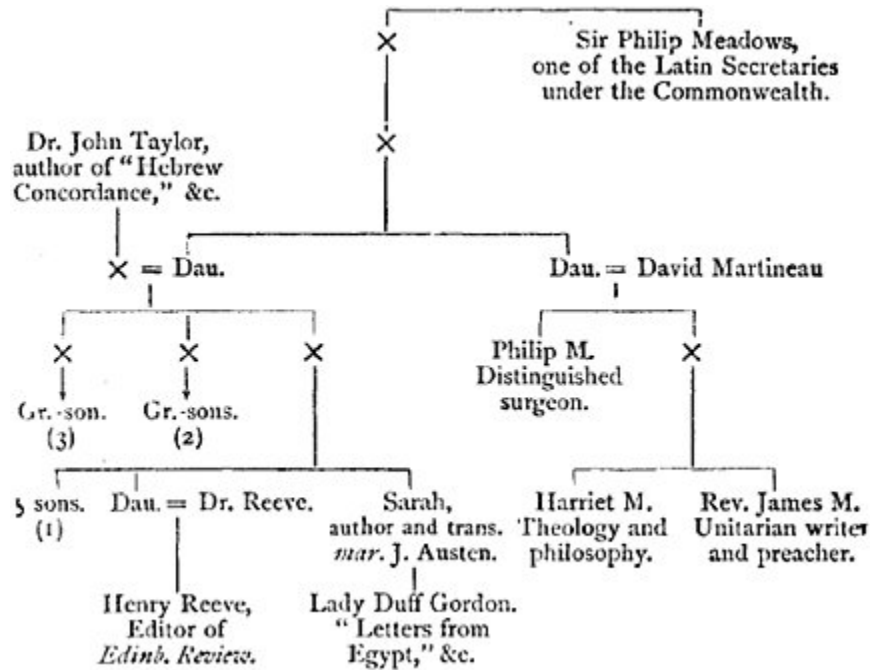 Sir Philip Meadows,
one of the Latin Secretaries
under the Commonwealth.
Dr. John Taylor,
author of "Hebrew
Concordance," &c.
× = Dau.
Dau. = David Martineau
Philip M.
Distinguished
surgeon.
Gr.-son.
(3)
Gr.-sons.
(2)
5 sons.
(1)
Dau. = Dr. Reeve.
Sarah,
author and trans.
mar. J. Austen.
Harriet M.
Theology and
philosophy.
Rev. James M.
Unitarian writer
and preacher.
Henry Reeve,
Editor of
Edinb. Review.
Lady Duff Gordon.
"Letters from
Egypt," &c.